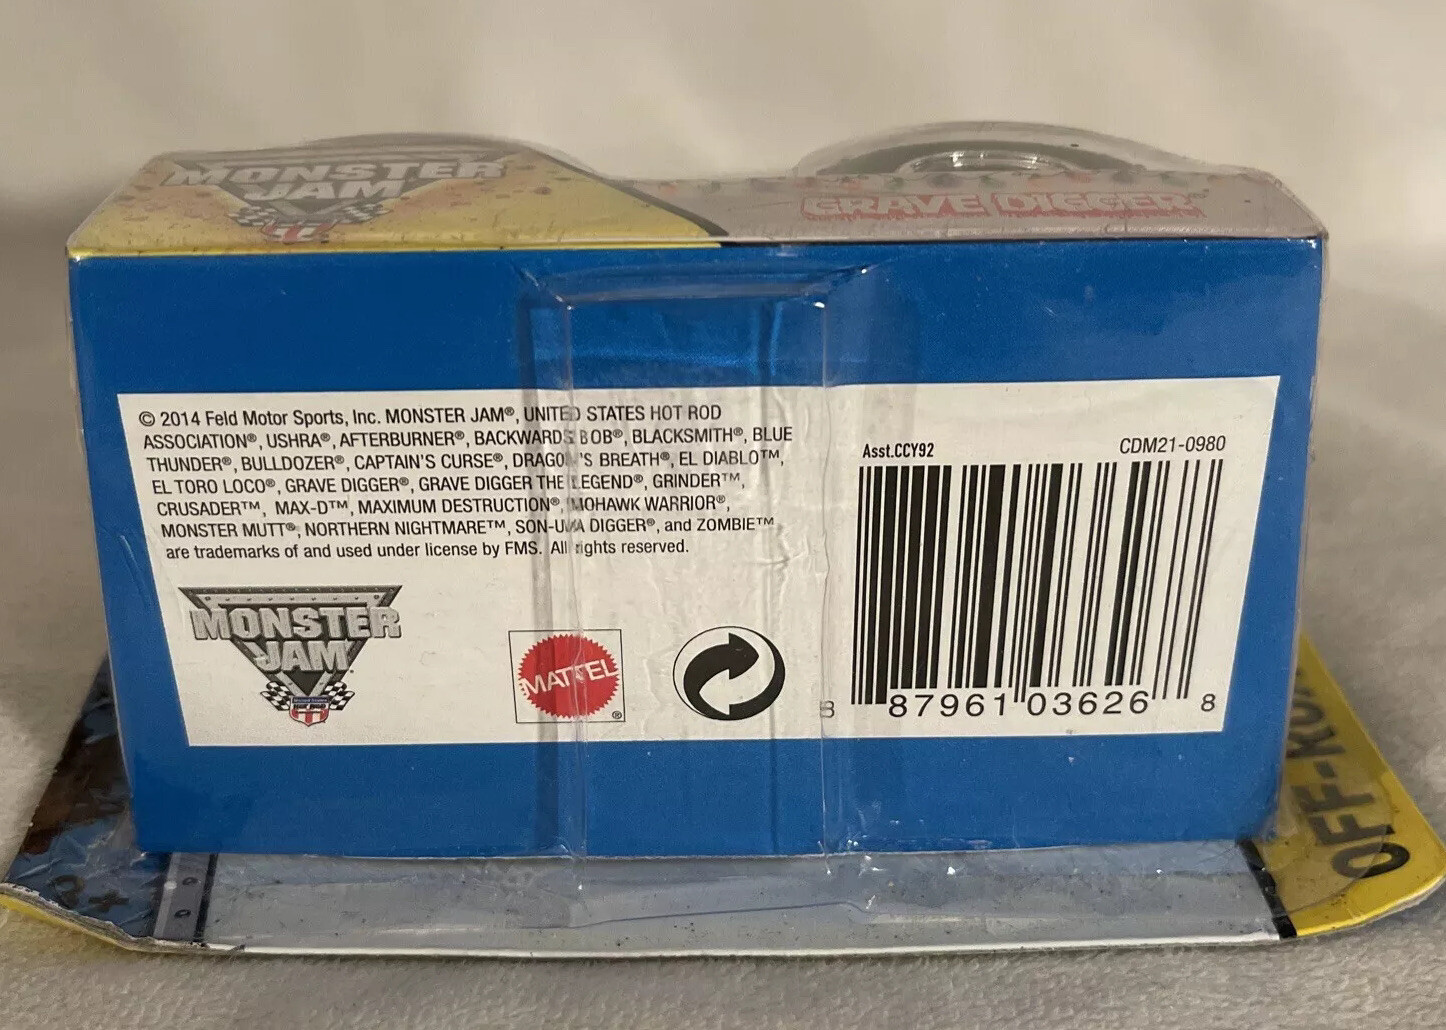 MONSTER
JAM
GRAVE DIGGER
© 2014 Feld Motor Sports, Inc. MONSTER JAM®, UNITED STATES HOT ROD
ASSOCIATION®, USHRA®, AFTERBURNER®, BACKWARDS BOB®, BLACKSMITH®, BLUE
THUNDER®, BULLDOZER®, CAPTAIN'S CURSE®, DRAGON'S BREATH®, EL DIABLO™,
EL TORO LOCO®, GRAVE DIGGER®, GRAVE DIGGER THE LEGEND®, GRINDER™,
CRUSADER™, MAX-D™, MAXIMUM DESTRUCTION®, MOHAWK WARRIOR®,
MONSTER MUTT®, NORTHERN NIGHTMARE™, SON-UVA DIGGER®, and ZOMBIE™
are trademarks of and used under license by FMS. All rights reserved.
Asst.CCY92
CDM21-0980
8 87961 03626 8
MONSTER
JAM
HOT ROD
MATTEL®
3+